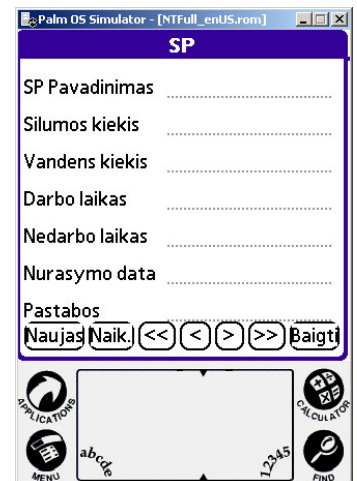 Palm OS Simulator - [NTFull_enUS.rom]
SP
SP Pavadinimas
Silumos kiekis
Vandens kiekis
Darbo laikas
Nedarbo laikas
Nurasymo data
Pastabos
Naujas Naik. << < > >> Baigti
APPLICATIONS CALCULATOR
abcde 12345
MENU FIND